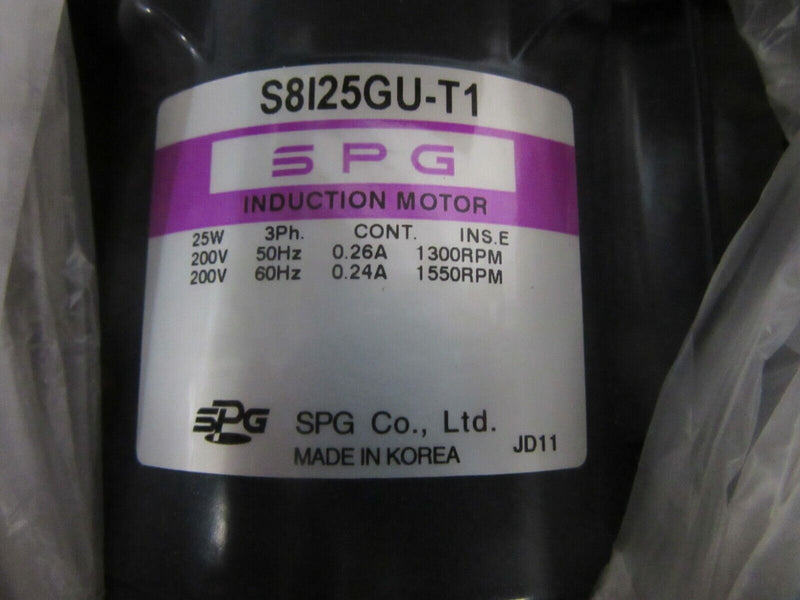 S8I25GU-T1
SPG
INDUCTION MOTOR
25W 3Ph. CONT. INS.E
200V 50Hz 0.26A 1300RPM
200V 60Hz 0.24A 1550RPM
SPG SPG Co., Ltd.
MADE IN KOREA JD11